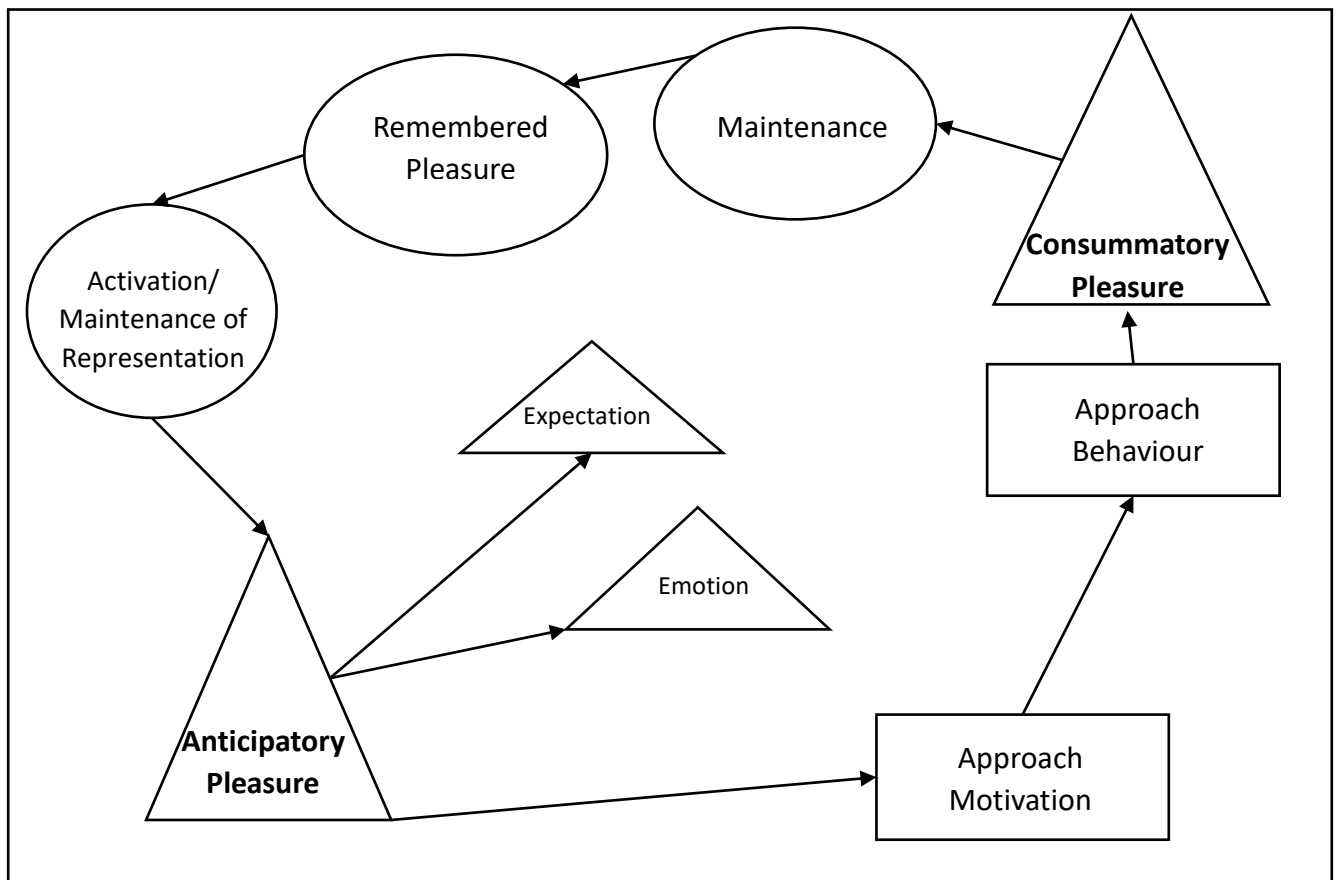 Remembered
Pleasure
Maintenance
Consummatory
Pleasure
Activation/
Maintenance of
Representation
Expectation
Approach
Behaviour
Emotion
Anticipatory
Pleasure
Approach
Motivation